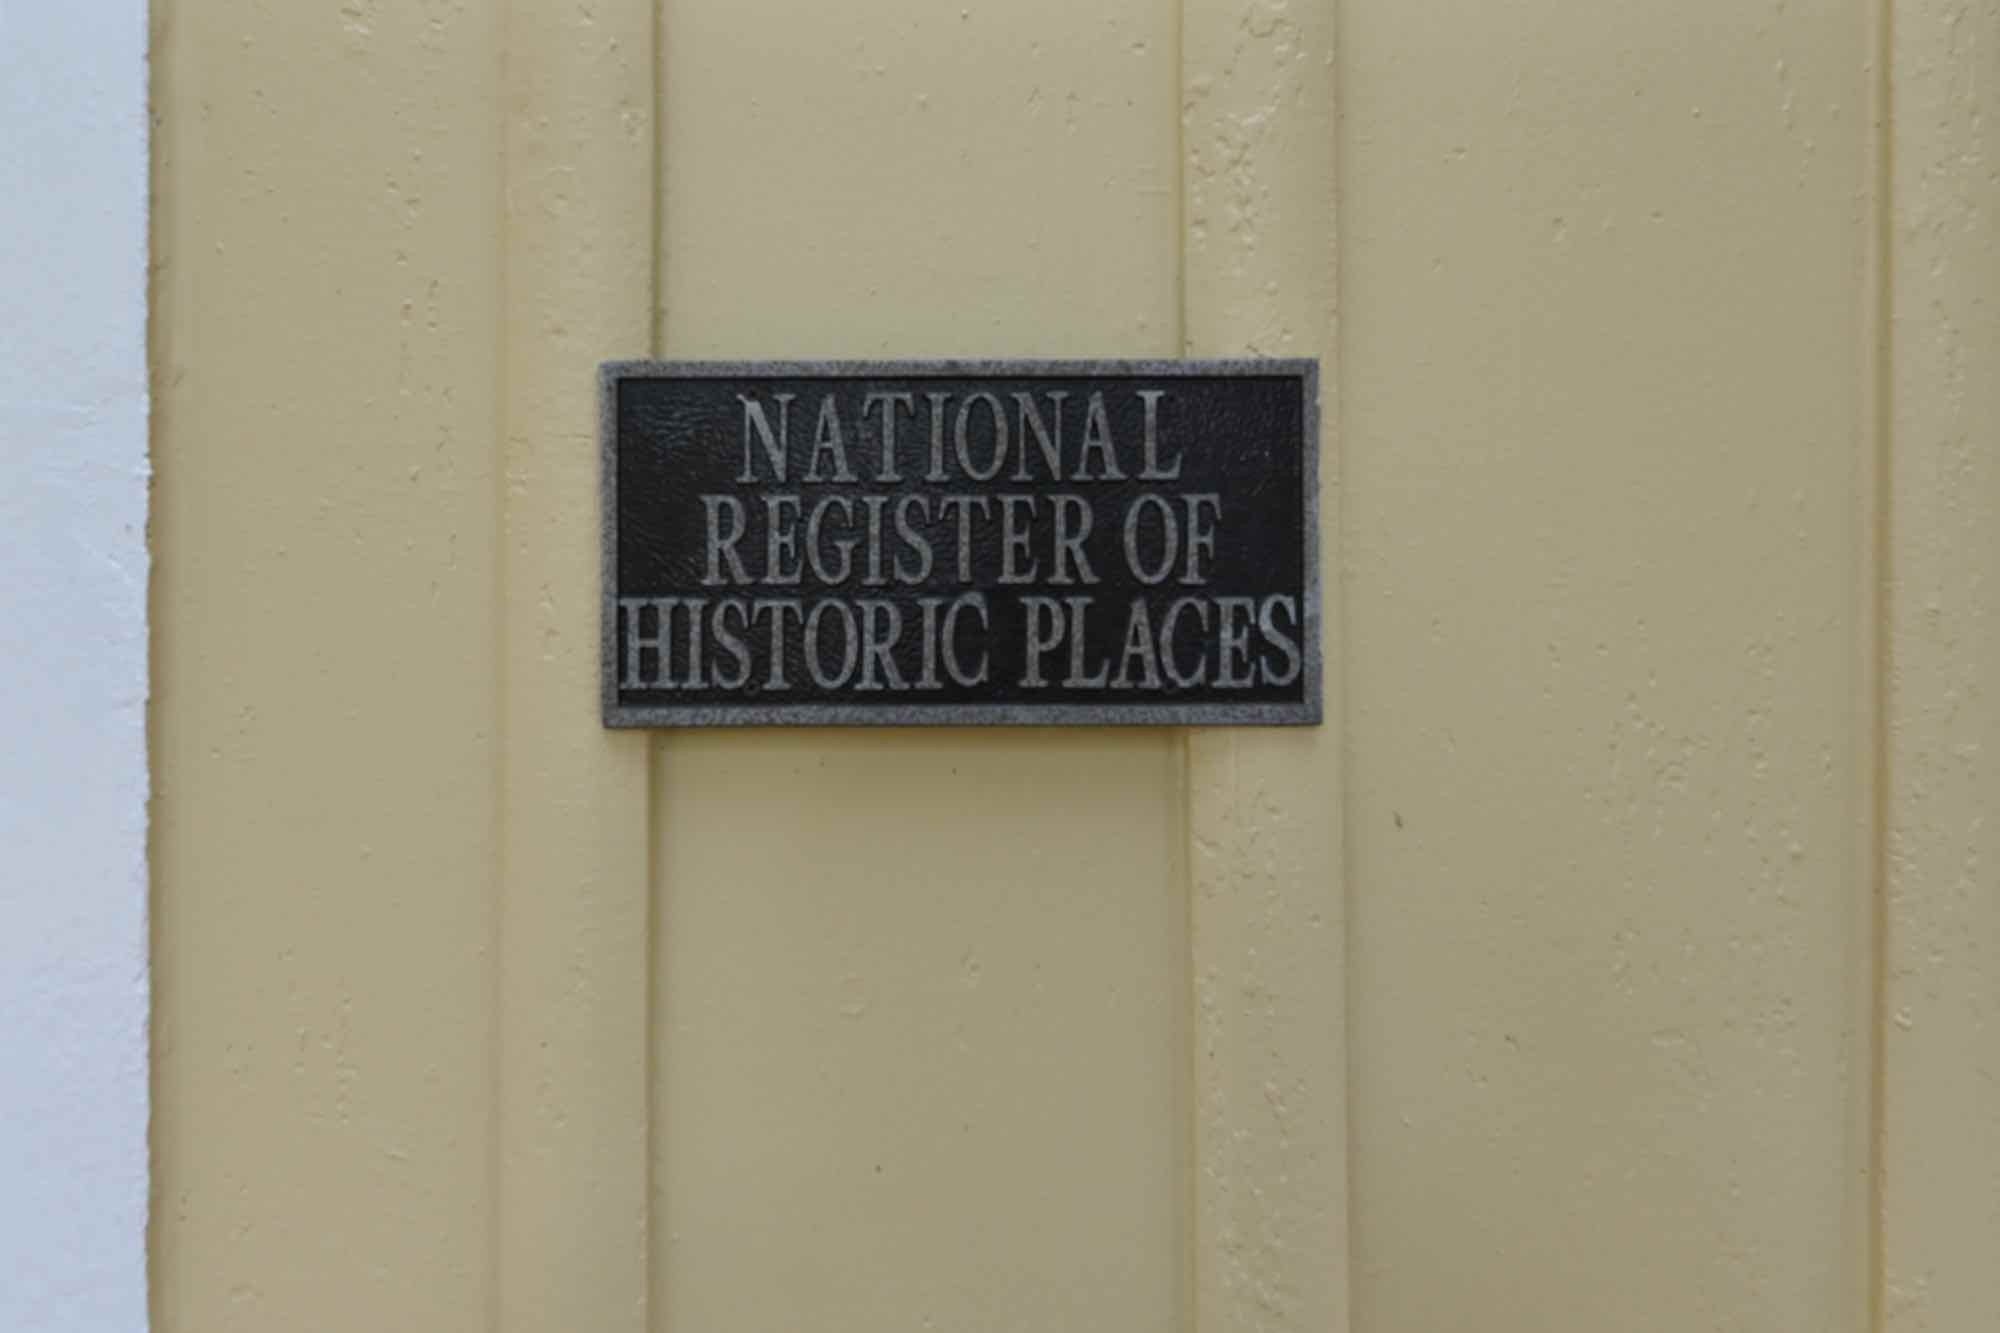 NATIONAL
REGISTER OF
HISTORIC PLACES